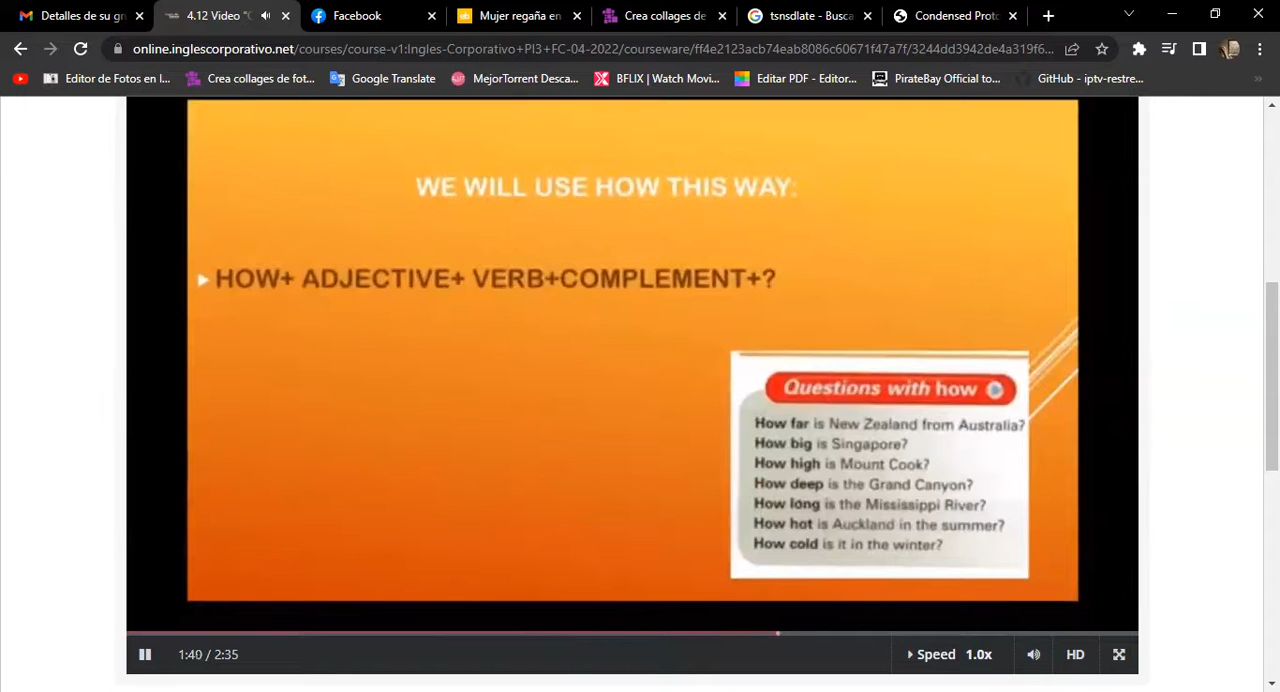 Detalles de su gr
4.12 Video "C
Facebook
Mujer regaña en
Crea collages de
tsnsdlate - Busca
Condensed Proto
online.inglescorporativo.net/courses/course-v1:Ingles-Corporativo+PI3+FC-04-2022/courseware/ff4e2123acb74eab8086c60671f47a7f/3244dd3942de4a319f6...
Editor de Fotos en l...
Crea collages de fot...
Google Translate
MejorTorrent Desca...
BFLIX | Watch Movi...
Editar PDF - Editor...
PirateBay Official to...
GitHub - iptv-restre...
WE WILL USE HOW THIS WAY:
HOW+ ADJECTIVE+ VERB+COMPLEMENT+?
Questions with how
How far is New Zealand from Australia?
How big is Singapore?
How high is Mount Cook?
How deep is the Grand Canyon?
How long is the Mississippi River?
How hot is Auckland in the summer?
How cold is it in the winter?
1:40 / 2:35
Speed 1.0x
HD